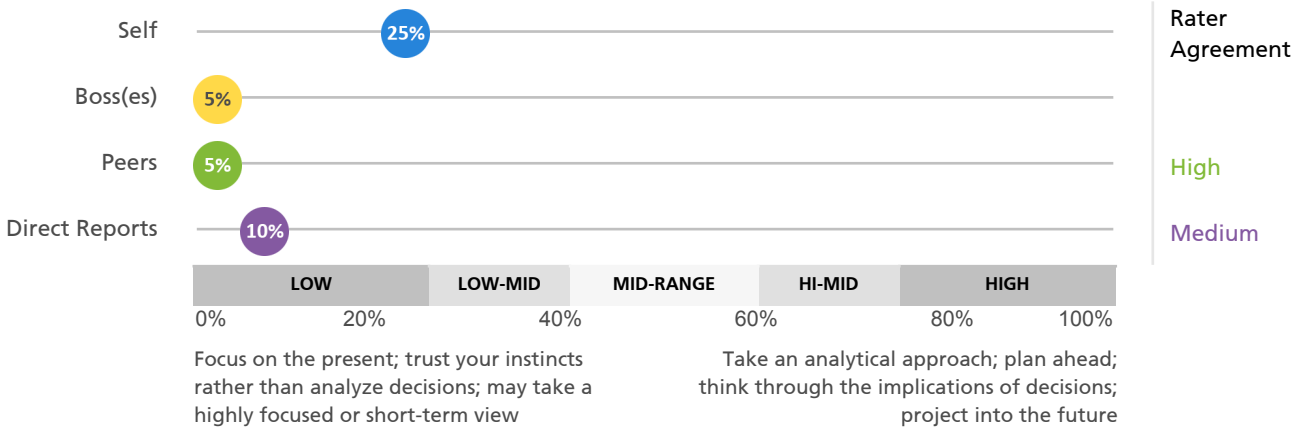 Self
25%
Rater
Agreement
Boss(es)
5%
Peers
5%
High
Direct Reports
10%
Medium
LOW LOW-MID MID-RANGE HI-MID HIGH
0% 20% 40% 60% 80% 100%
Focus on the present; trust your instincts
rather than analyze decisions; may take a
highly focused or short-term view
Take an analytical approach; plan ahead;
think through the implications of decisions;
project into the future